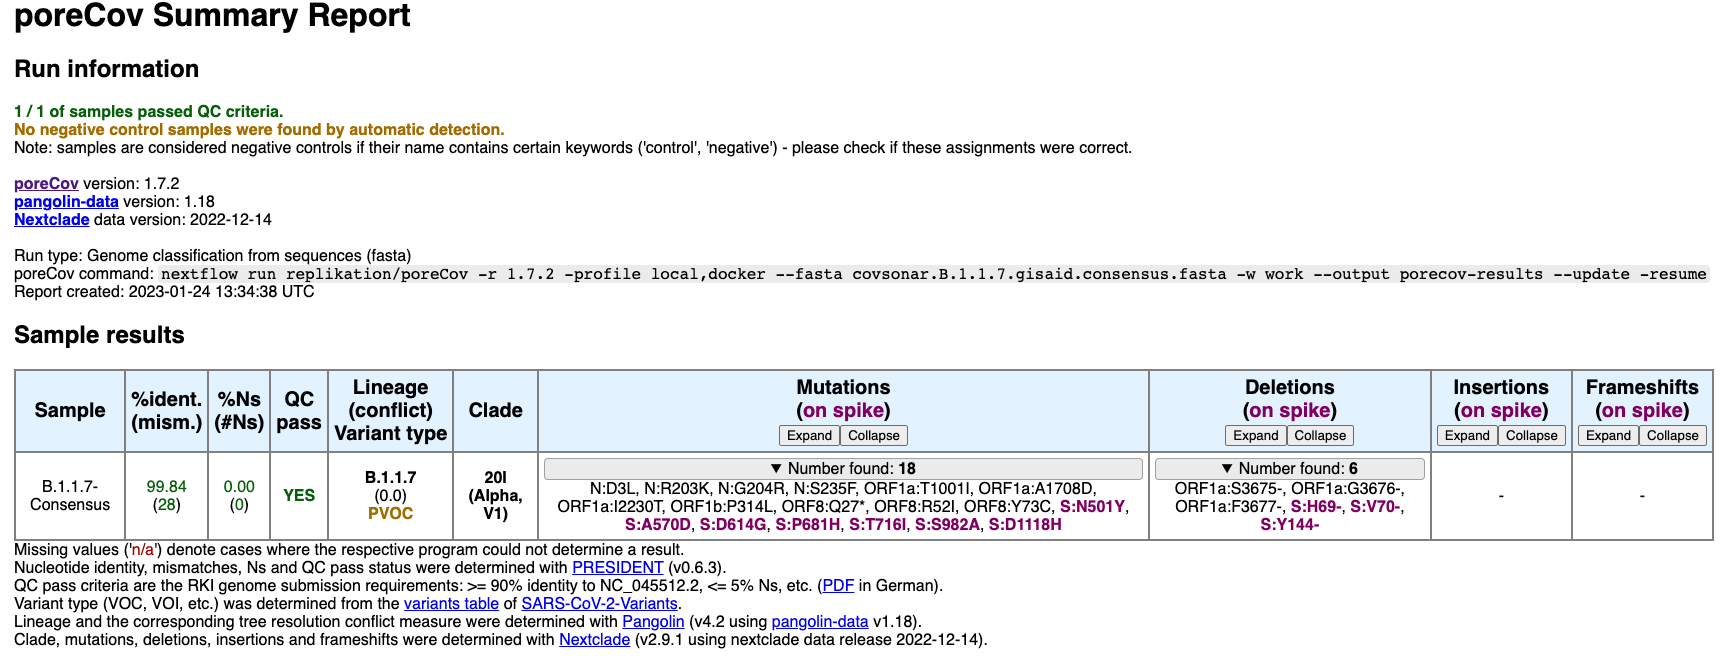 poreCov Summary Report
Run information
1 / 1 of samples passed QC criteria.
No negative control samples were found by automatic detection.
Note: samples are considered negative controls if their name contains certain keywords ('control', 'negative') - please check if these assignments were correct.
poreCov version: 1.7.2
pangolin-data version: 1.18
Nextclade data version: 2022-12-14
Run type: Genome classification from sequences (fasta)
poreCov command: nextflow run replikation/poreCov -r 1.7.2 -profile local,docker --fasta covsonar.B.1.1.7.gisaid.consensus.fasta -w work --output porecov-results --update -resume
Report created: 2023-01-24 13:34:38 UTC
Sample results
Sample
%ident.
(mism.)
%Ns
(#Ns)
QC
pass
Lineage
(conflict)
Variant type
Clade
Mutations
(on spike)
Expand Collapse
Deletions
(on spike)
Expand Collapse
Insertions
(on spike)
Expand Collapse
Frameshifts
(on spike)
Expand Collapse
B.1.1.7-
Consensus
99.84
(28)
0.00
(0)
YES
B.1.1.7
(0.0)
PVOC
20I
(Alpha,
V1)
▼ Number found: 18
N:D3L, N:R203K, N:G204R, N:S235F, ORF1a:T1001I, ORF1a:A1708D,
ORF1a:I2230T, ORF1b:P314L, ORF8:Q27*, ORF8:R52I, ORF8:Y73C, S:N501Y,
S:A570D, S:D614G, S:P681H, S:T716I, S:S982A, S:D1118H
▼ Number found: 6
ORF1a:S3675-, ORF1a:G3676-,
ORF1a:F3677-, S:H69-, S:V70-,
S:Y144-
-
-
Missing values ('n/a') denote cases where the respective program could not determine a result.
Nucleotide identity, mismatches, Ns and QC pass status were determined with PRESIDENT (v0.6.3).
QC pass criteria are the RKI genome submission requirements: >= 90% identity to NC_045512.2, <= 5% Ns, etc. (PDF in German).
Variant type (VOC, VOI, etc.) was determined from the variants table of SARS-CoV-2-Variants.
Lineage and the corresponding tree resolution conflict measure were determined with Pangolin (v4.2 using pangolin-data v1.18).
Clade, mutations, deletions, insertions and frameshifts were determined with Nextclade (v2.9.1 using nextclade data release 2022-12-14).